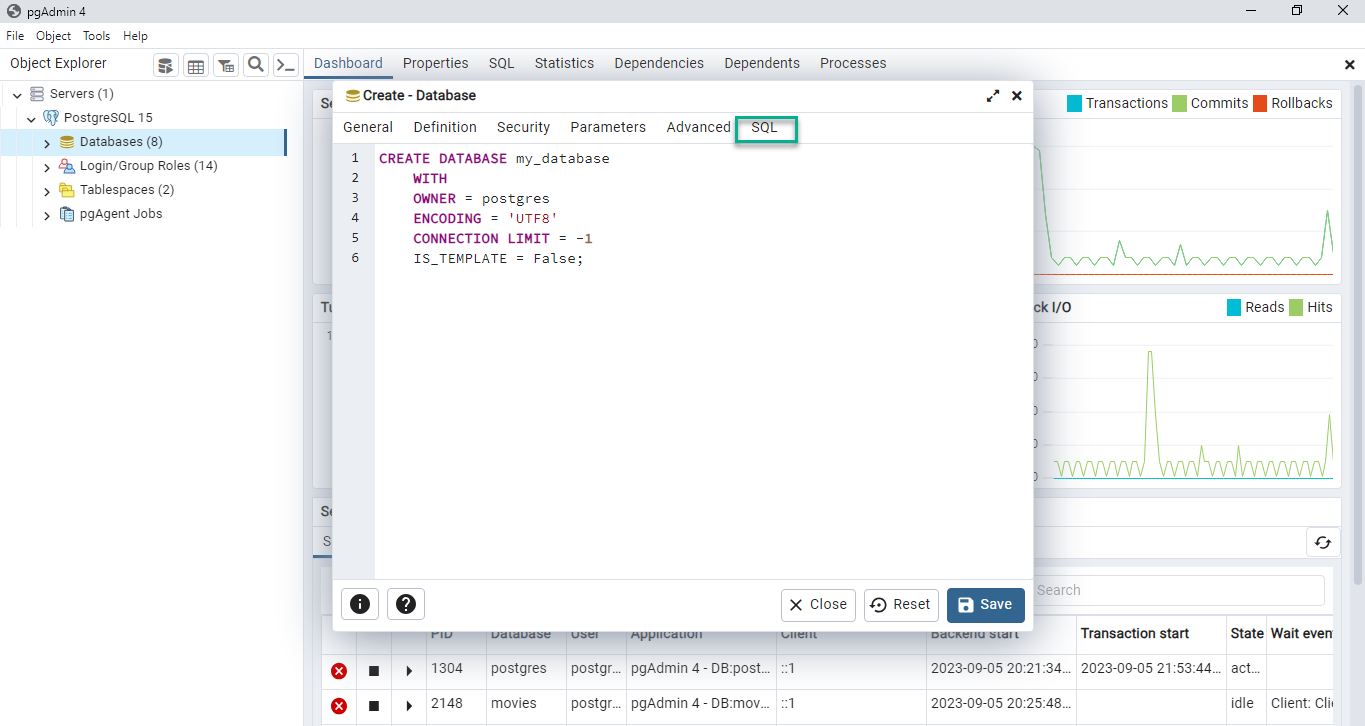 pgAdmin 4
File Object Tools Help
Object Explorer
Dashboard Properties SQL Statistics Dependencies Dependents Processes
Servers (1)
PostgreSQL 15
Databases (8)
Login/Group Roles (14)
Tablespaces (2)
pgAgent Jobs
Create - Database
General Definition Security Parameters Advanced SQL
1 CREATE DATABASE my_database
2 WITH
3 OWNER = postgres
4 ENCODING = 'UTF8'
5 CONNECTION LIMIT = -1
6 IS_TEMPLATE = False;
Close Reset Save
Transactions Commits Rollbacks
ck I/O
Reads Hits
Search
PID Database User Application Client Backend start Transaction start State Wait even
1304 postgres postgr... pgAdmin 4 - DB:post... ::1 2023-09-05 20:21:34... 2023-09-05 21:53:44... act...
2148 movies postgr... pgAdmin 4 - DB:mov... ::1 2023-09-05 20:25:48... idle Client: Clie